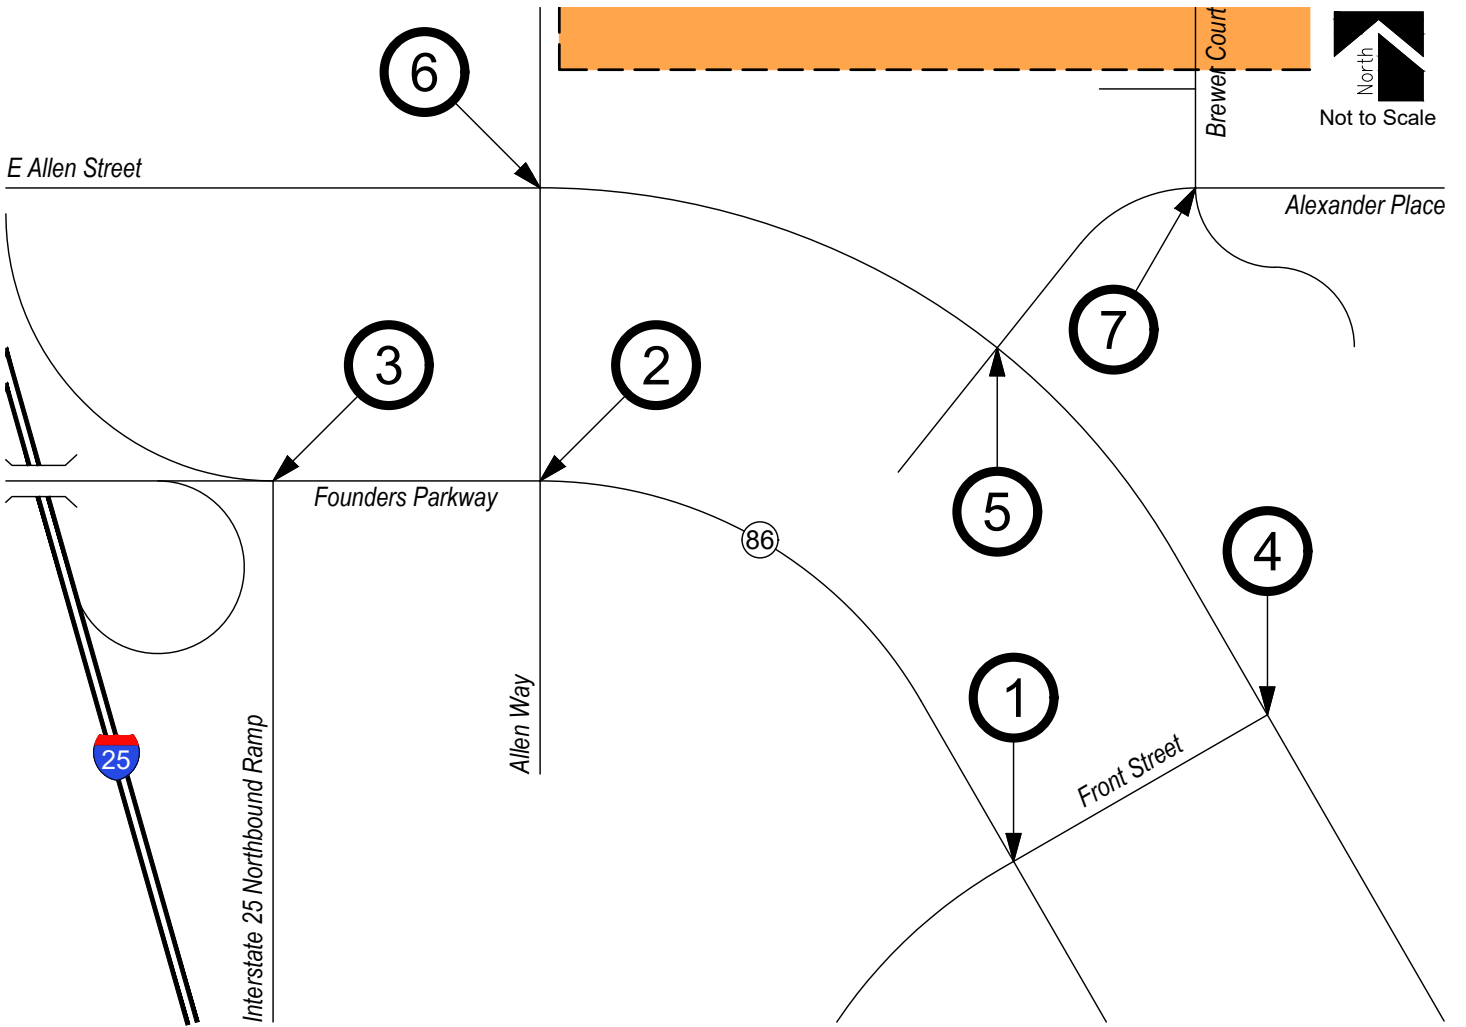 6
Brewer Court
North
Not to Scale
E Allen Street
Alexander Place
7
3
2
Founders Parkway
5
86
4
Allen Way
1
Interstate 25 Northbound Ramp
25
Front Street